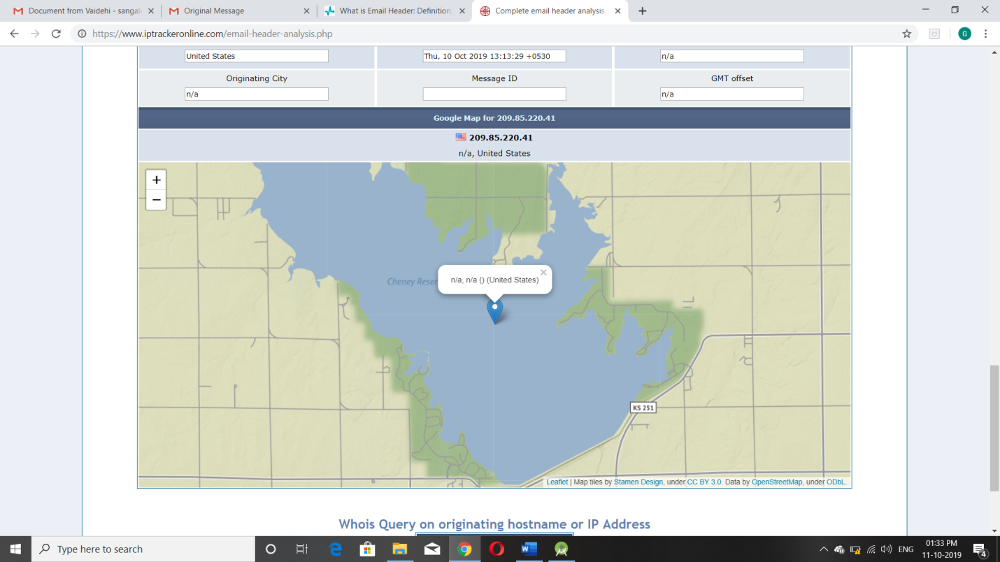 Document from Vaidehi - sangal
Original Message
What is Email Header: Definition,
Complete email header analysis.
https://www.iptrackeronline.com/email-header-analysis.php
G
United States
Thu, 10 Oct 2019 13:13:29 +0530
n/a
Originating City
Message ID
GMT offset
n/a
n/a
Google Map for 209.85.220.41
209.85.220.41
n/a, United States
+
−
n/a, n/a () (United States)
×
Cheney Reser
KS 251
Leaflet | Map tiles by Stamen Design, under CC BY 3.0. Data by OpenStreetMap, under ODbL.
Whois Query on originating hostname or IP Address
Type here to search
ENG
01:33 PM
11-10-2019
4